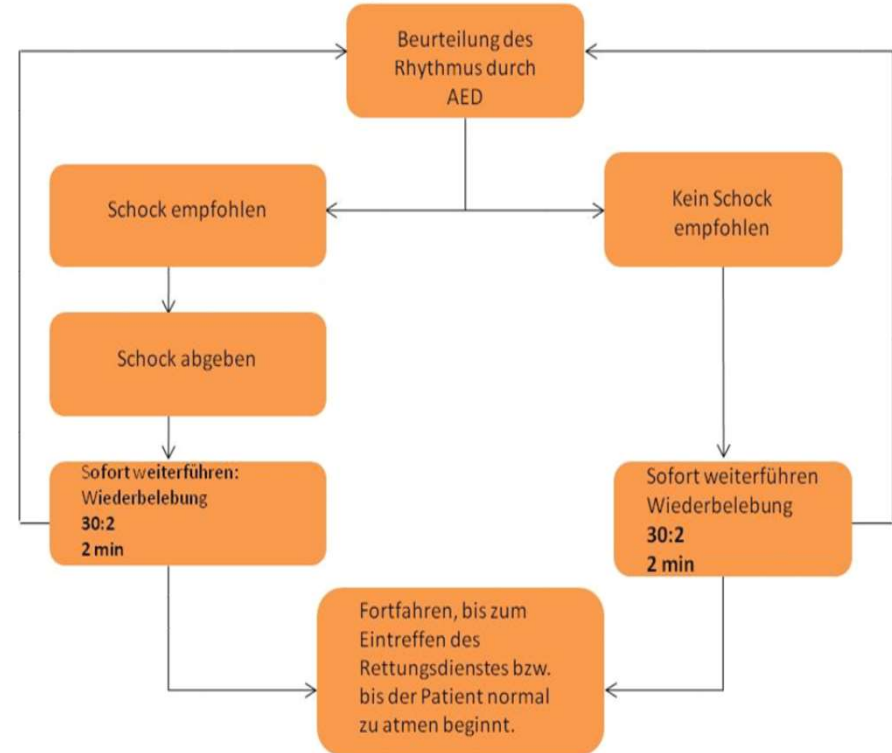 Beurteilung des
Rhythmus durch
AED
Schock empfohlen
Kein Schock
empfohlen
Schock abgeben
Sofort weiterführen:
Wiederbelebung
30:2
2 min
Sofort weiterführen
Wiederbelebung
30:2
2 min
Fortfahren, bis zum
Eintreffen des
Rettungsdienstes bzw.
bis der Patient normal
zu atmen beginnt.